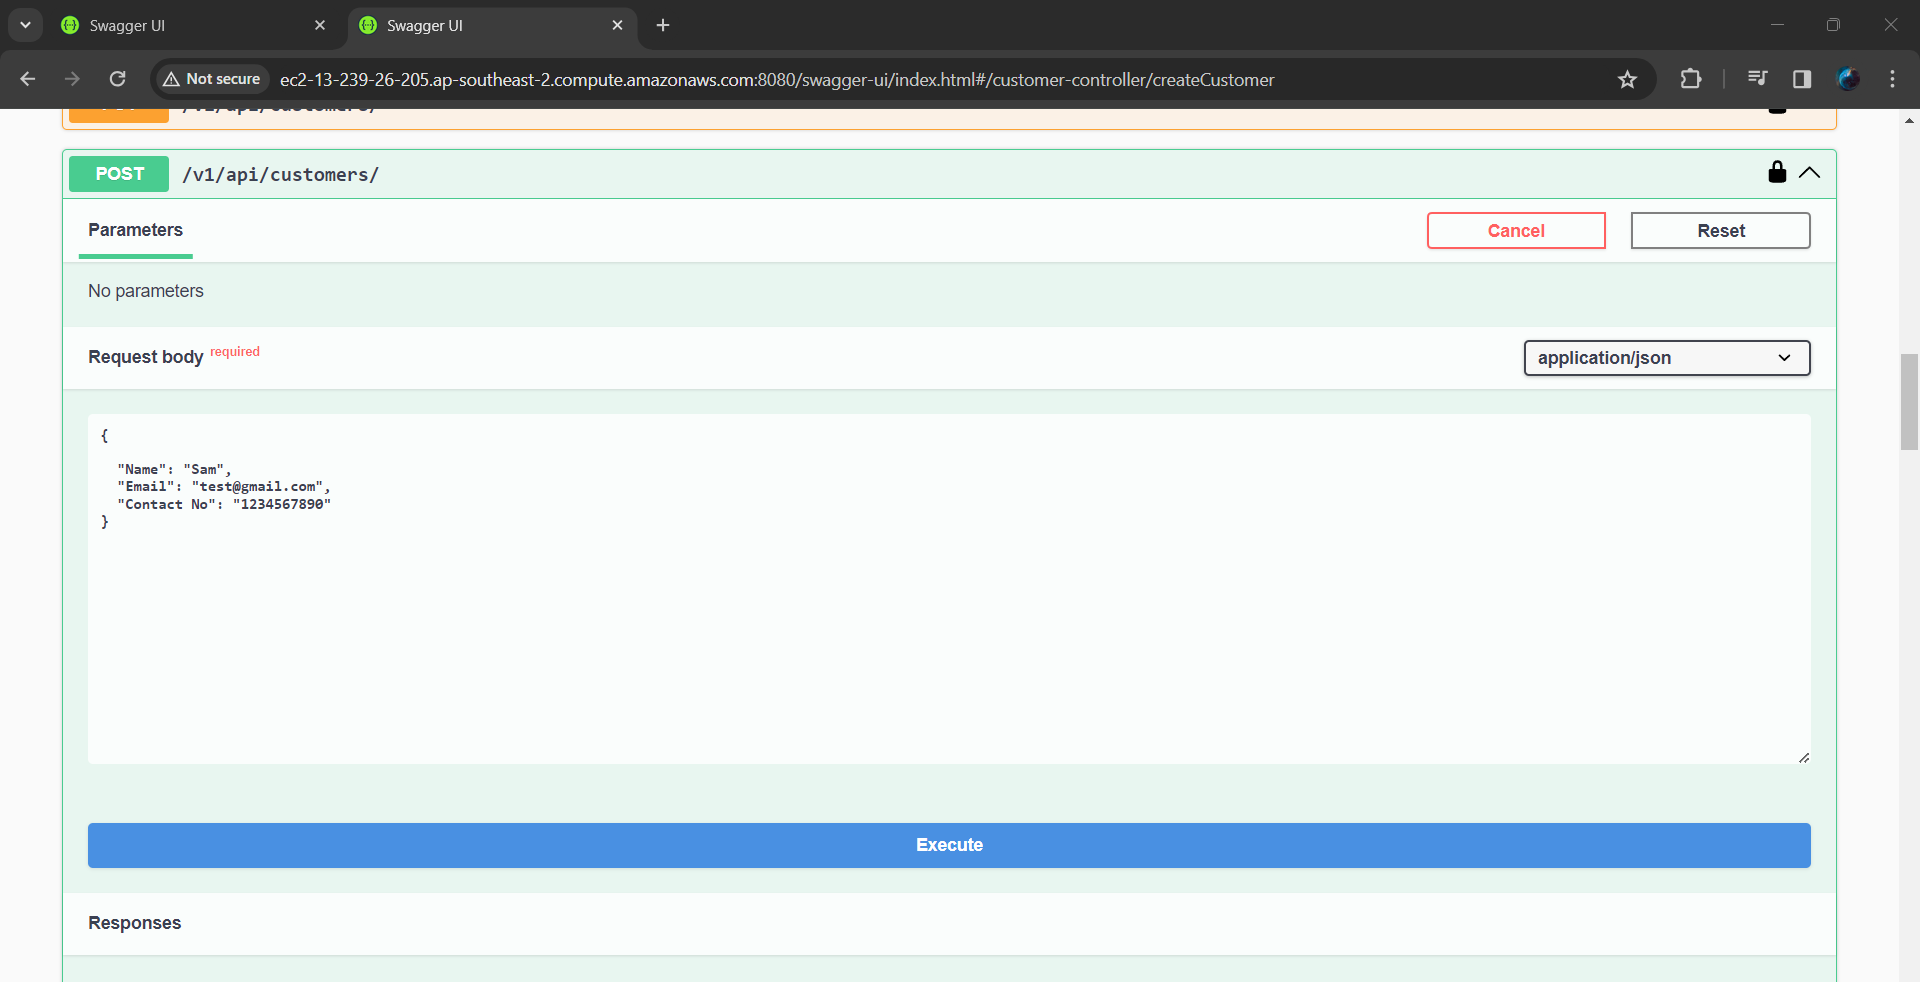 Swagger UI
Swagger UI
Not secure
ec2-13-239-26-205.ap-southeast-2.compute.amazonaws.com:8080/swagger-ui/index.html#/customer-controller/createCustomer
POST
/v1/api/customers/
Parameters
Cancel
Reset
No parameters
Request body required
application/json
{
"Name": "Sam",
"Email": "test@gmail.com",
"Contact No": "1234567890"
}
Execute
Responses